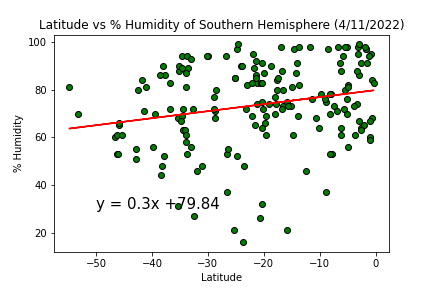 Latitude vs % Humidity of Southern Hemisphere (4/11/2022)
100
80
60
40
20
% Humidity
y = 0.3x +79.84
−50 −40 −30 −20 −10 0
Latitude